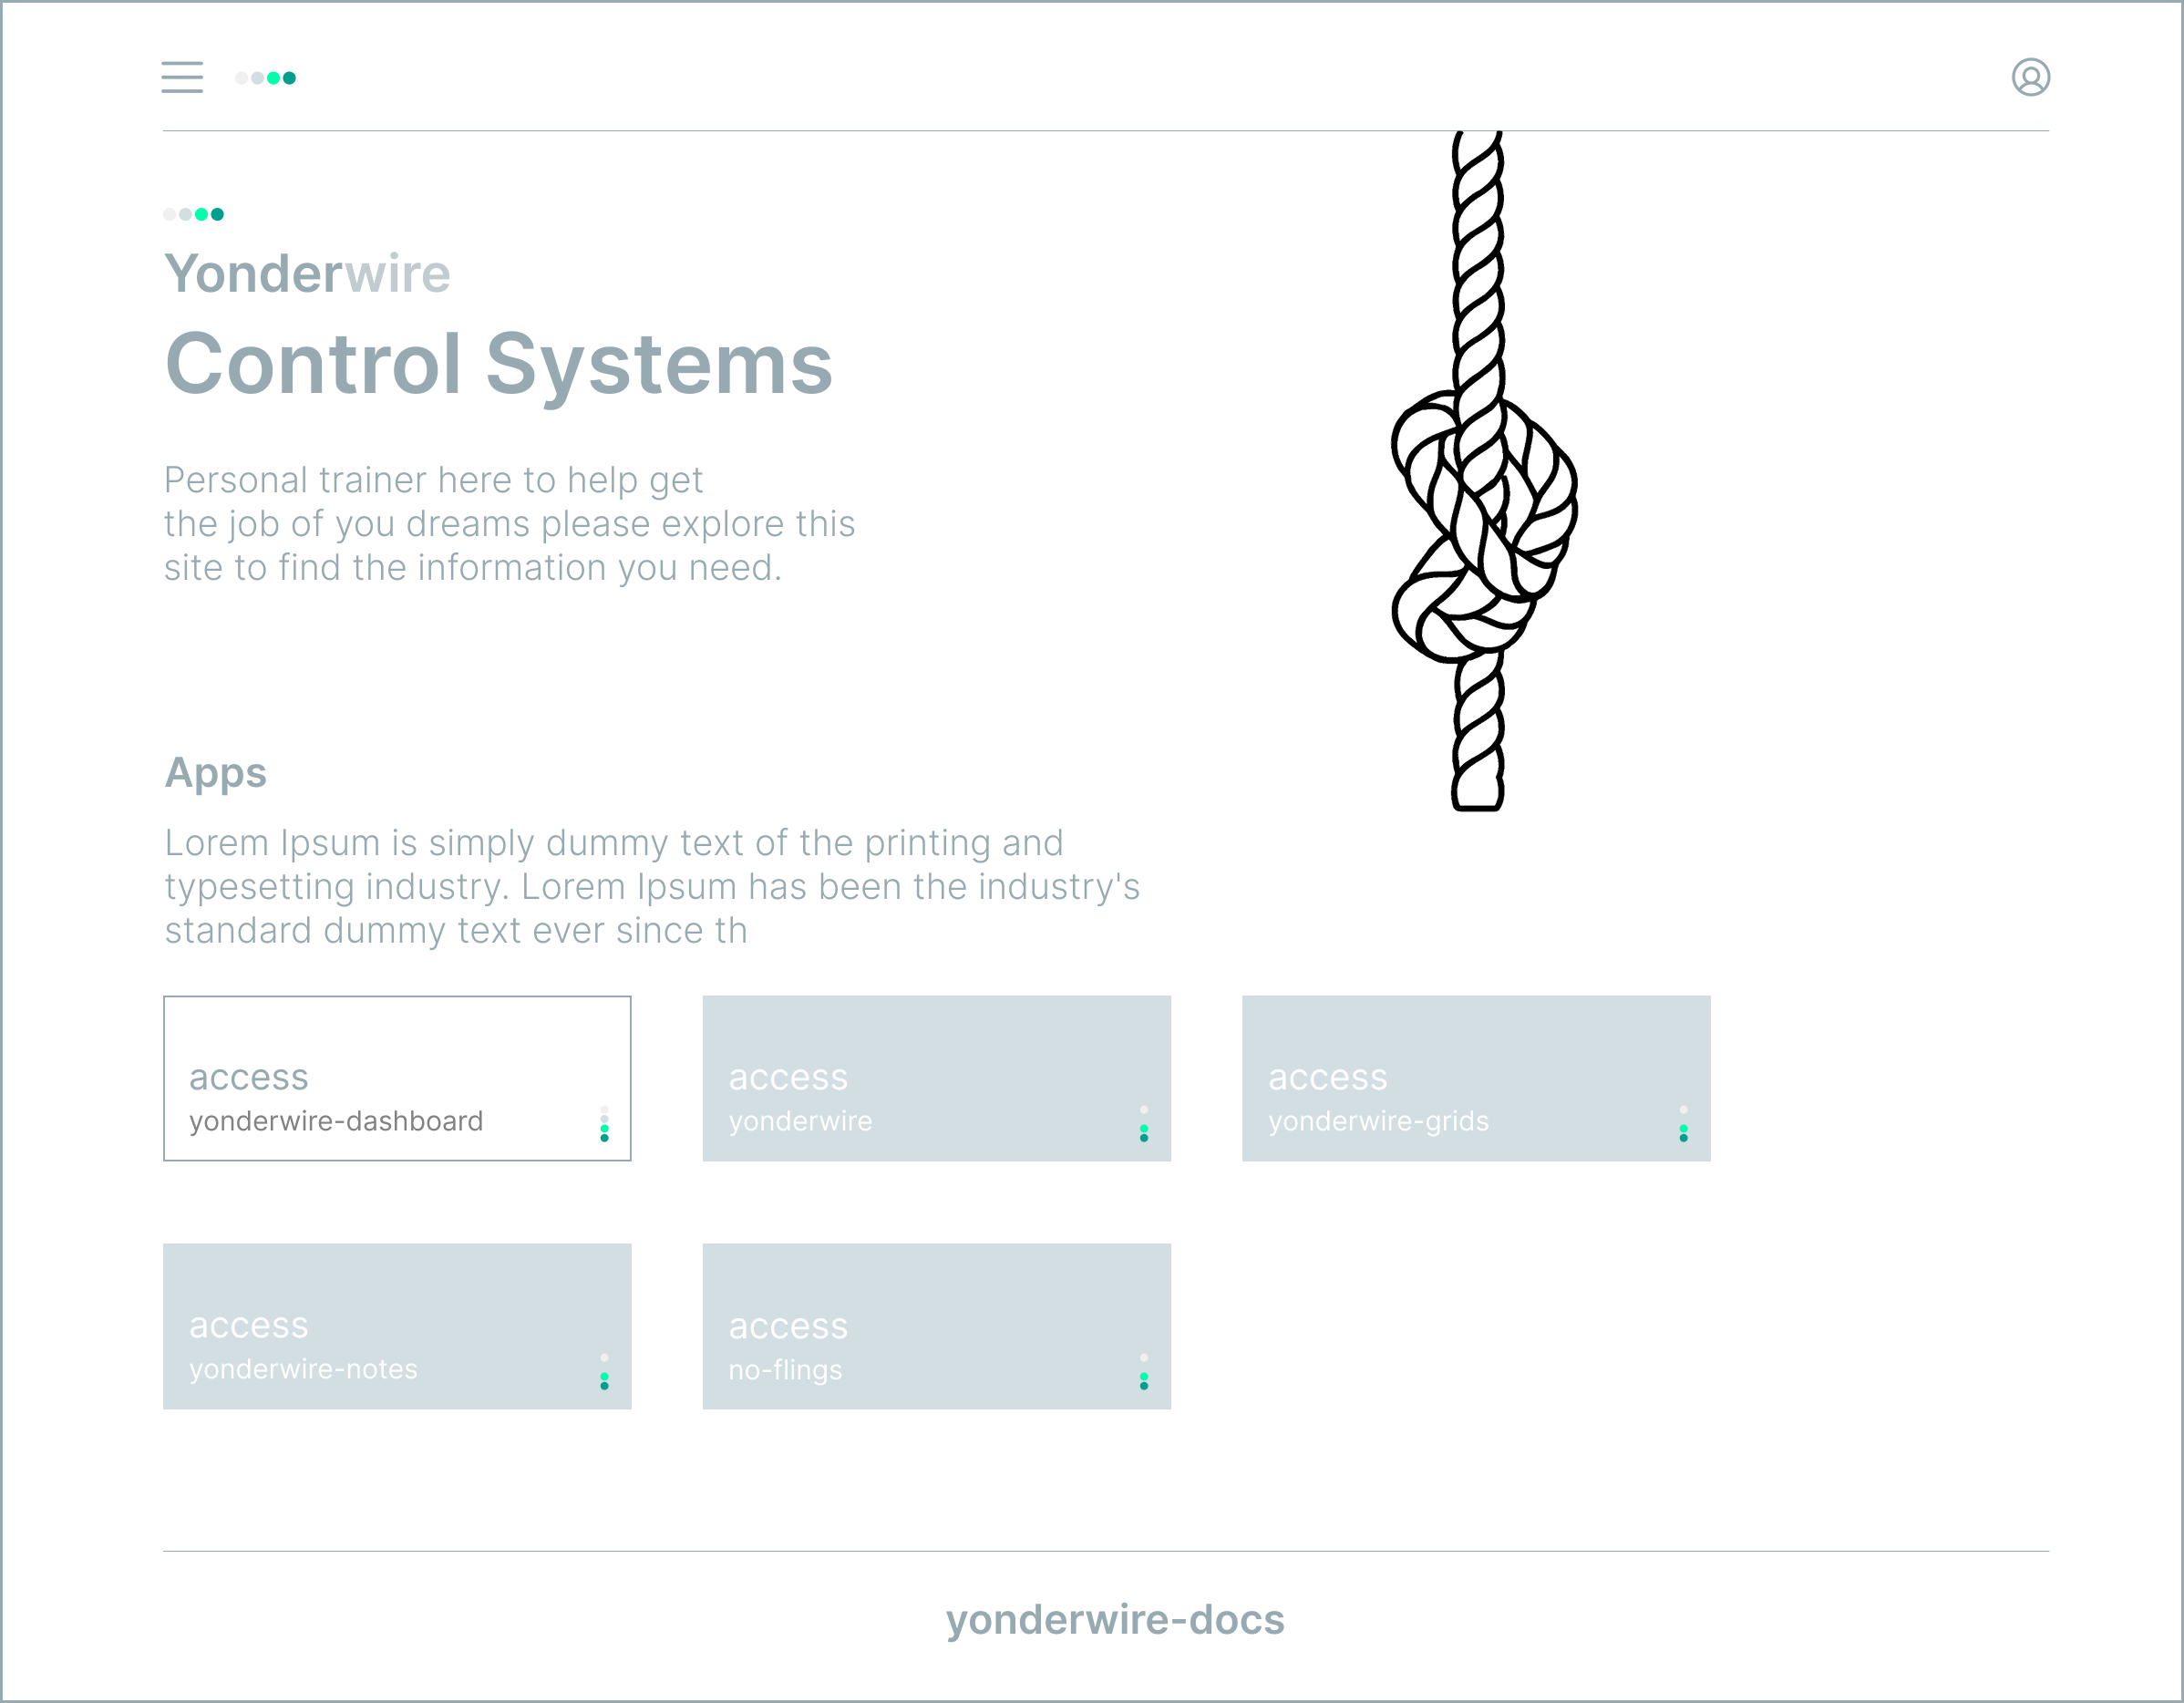 Yonderwire
Control Systems
Personal trainer here to help get
the job of you dreams please explore this
site to find the information you need.
Apps
Lorem Ipsum is simply dummy text of the printing and
typesetting industry. Lorem Ipsum has been the industry's
standard dummy text ever since th
access
yonderwire-dashboard
access
yonderwire
access
yonderwire-grids
access
yonderwire-notes
access
no-flings
yonderwire-docs